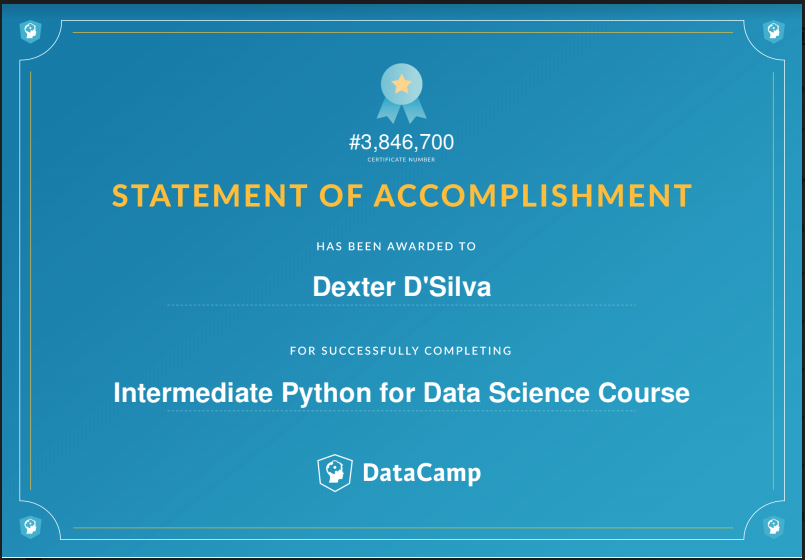 #3,846,700
CERTIFICATE NUMBER
STATEMENT OF ACCOMPLISHMENT
HAS BEEN AWARDED TO
Dexter D'Silva
FOR SUCCESSFULLY COMPLETING
Intermediate Python for Data Science Course
DataCamp